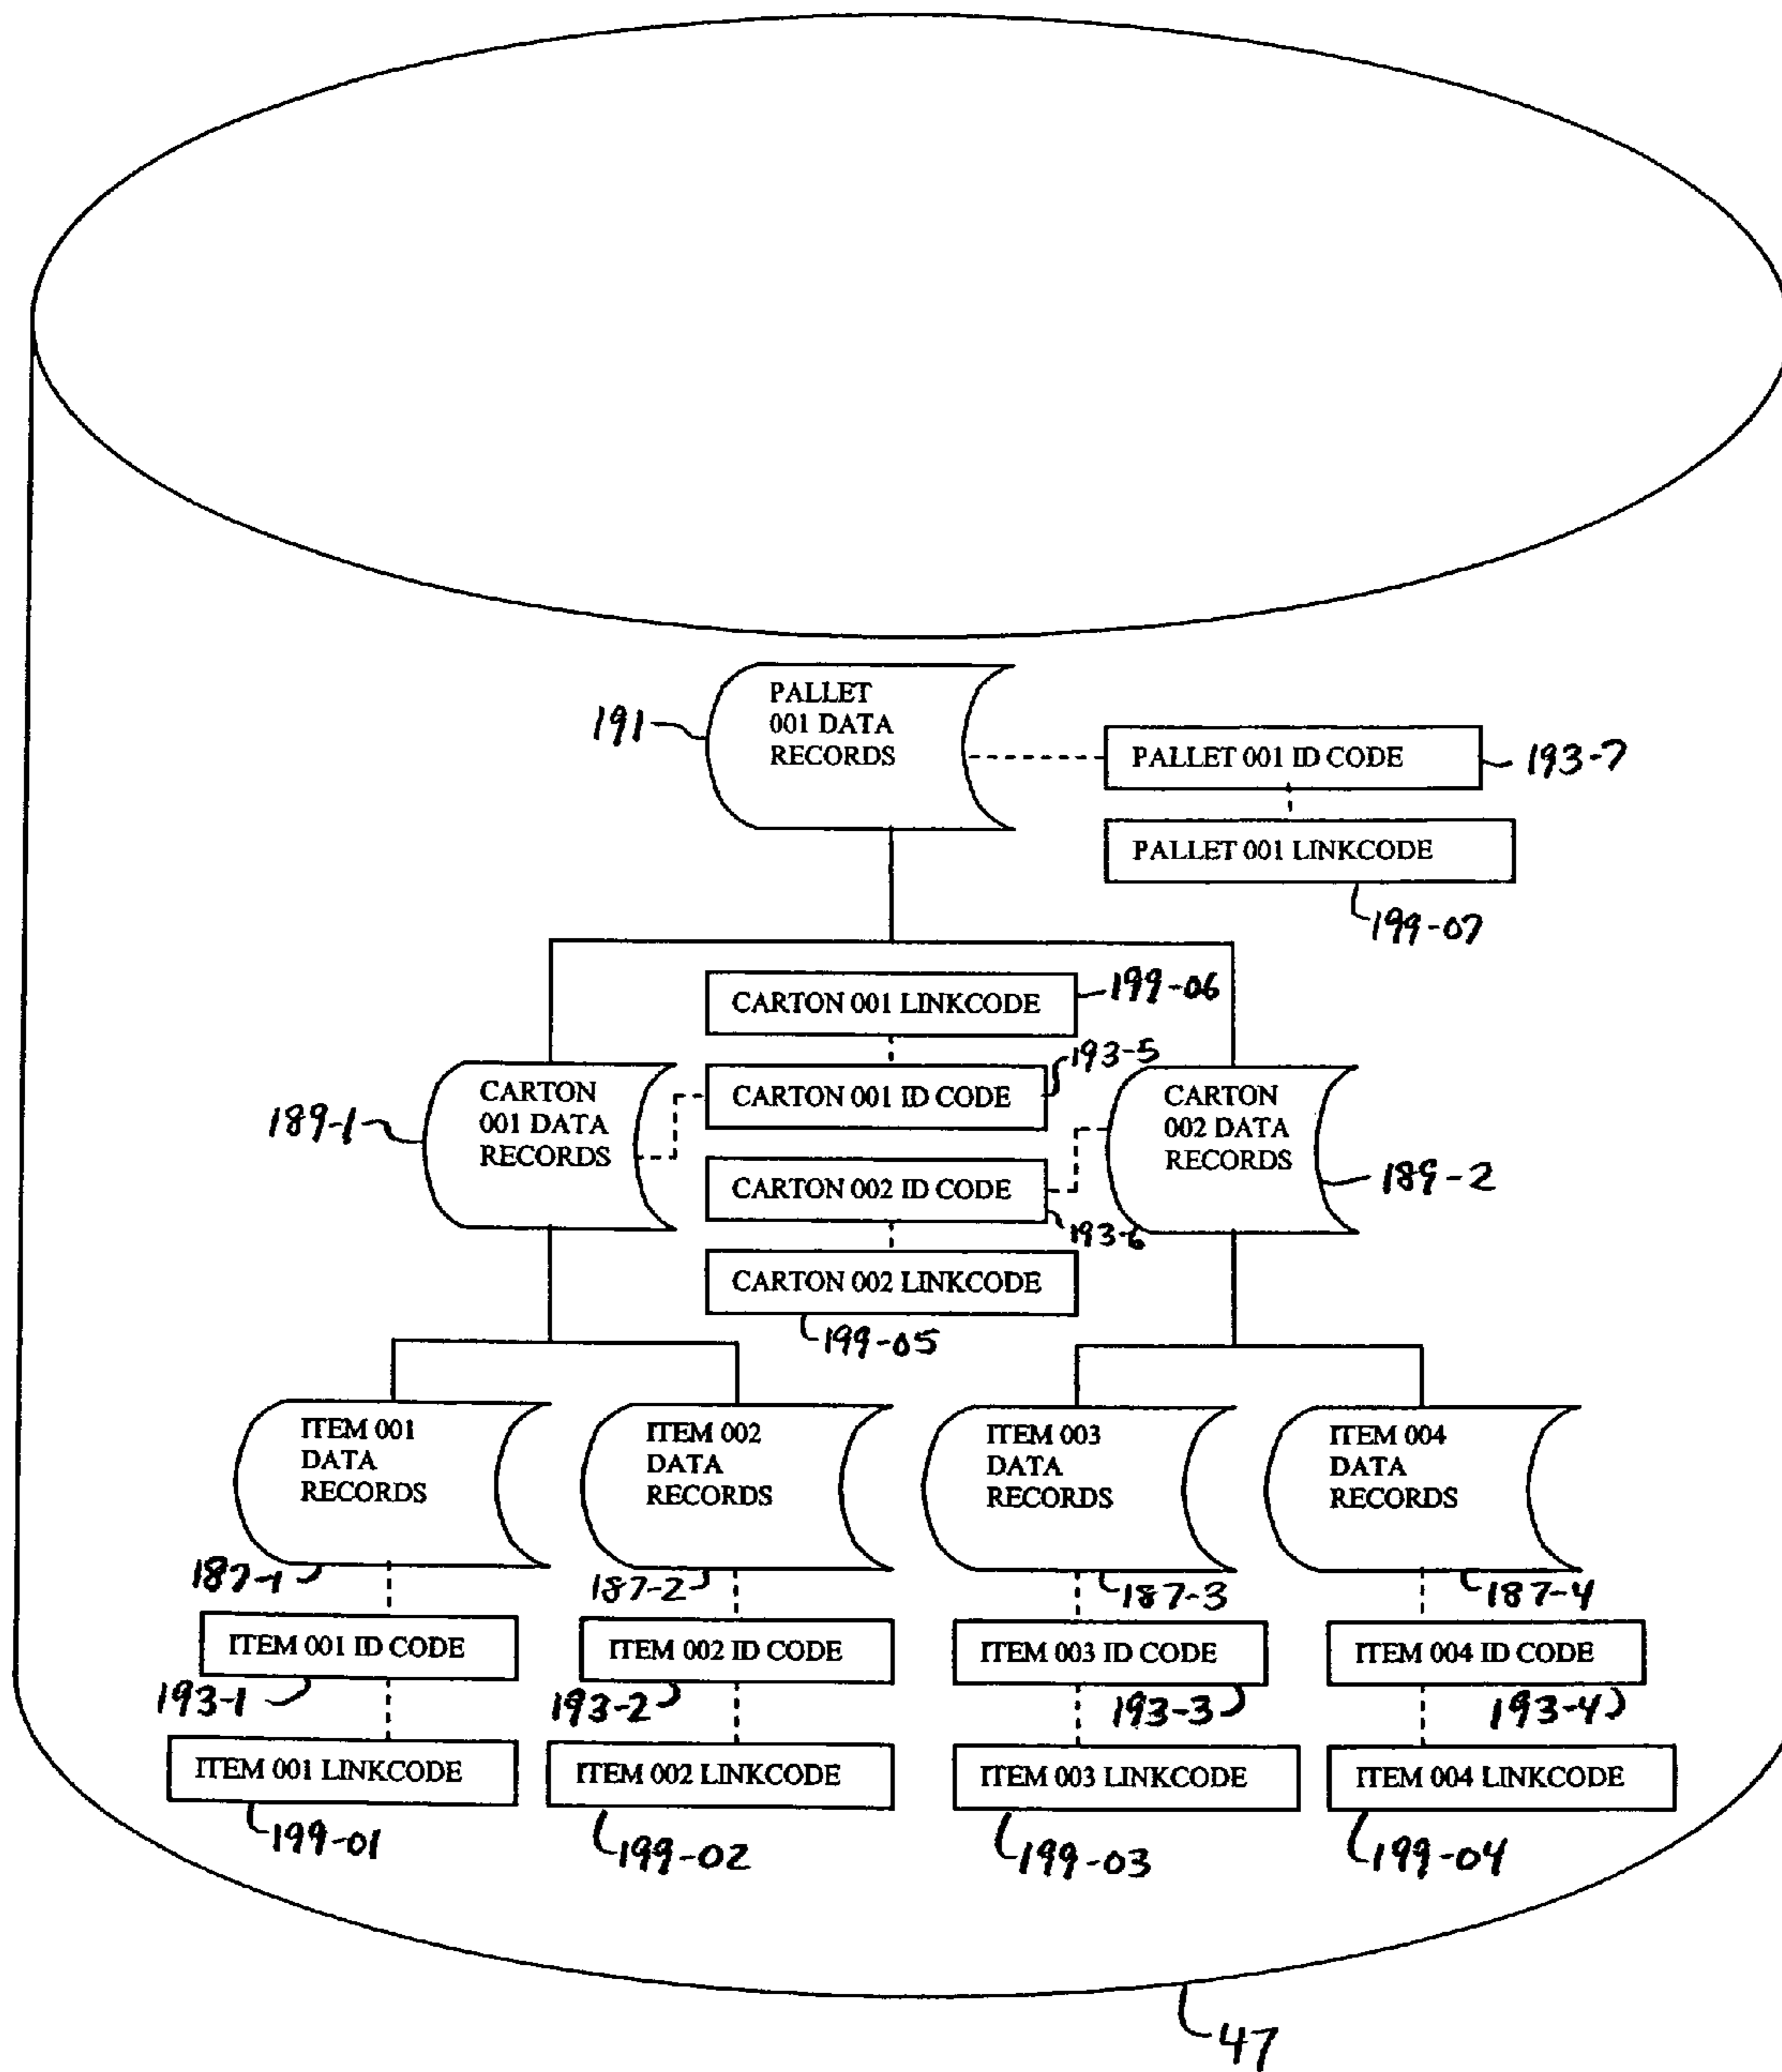 PALLET
001 DATA
RECORDS
191
PALLET 001 ID CODE
193-7
PALLET 001 LINKCODE
199-07
CARTON 001 LINKCODE
199-06
CARTON
001 DATA
RECORDS
189-1
CARTON 001 ID CODE
193-5
CARTON 002 ID CODE
193-6
CARTON
002 DATA
RECORDS
189-2
CARTON 002 LINKCODE
199-05
ITEM 001
DATA
RECORDS
187-1
ITEM 002
DATA
RECORDS
187-2
ITEM 003
DATA
RECORDS
187-3
ITEM 004
DATA
RECORDS
187-4
ITEM 001 ID CODE
193-1
ITEM 002 ID CODE
193-2
ITEM 003 ID CODE
193-3
ITEM 004 ID CODE
193-4
ITEM 001 LINKCODE
199-01
ITEM 002 LINKCODE
199-02
ITEM 003 LINKCODE
199-03
ITEM 004 LINKCODE
199-04
47